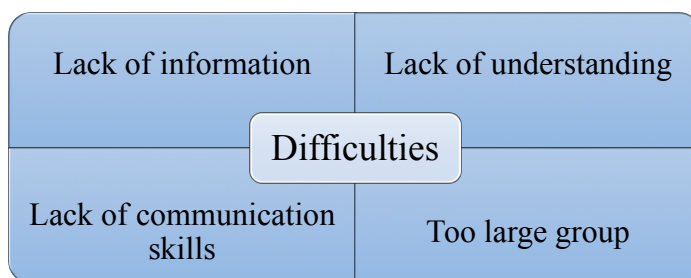 Lack of information
Lack of understanding
Difficulties
Lack of communication
skills
Too large group